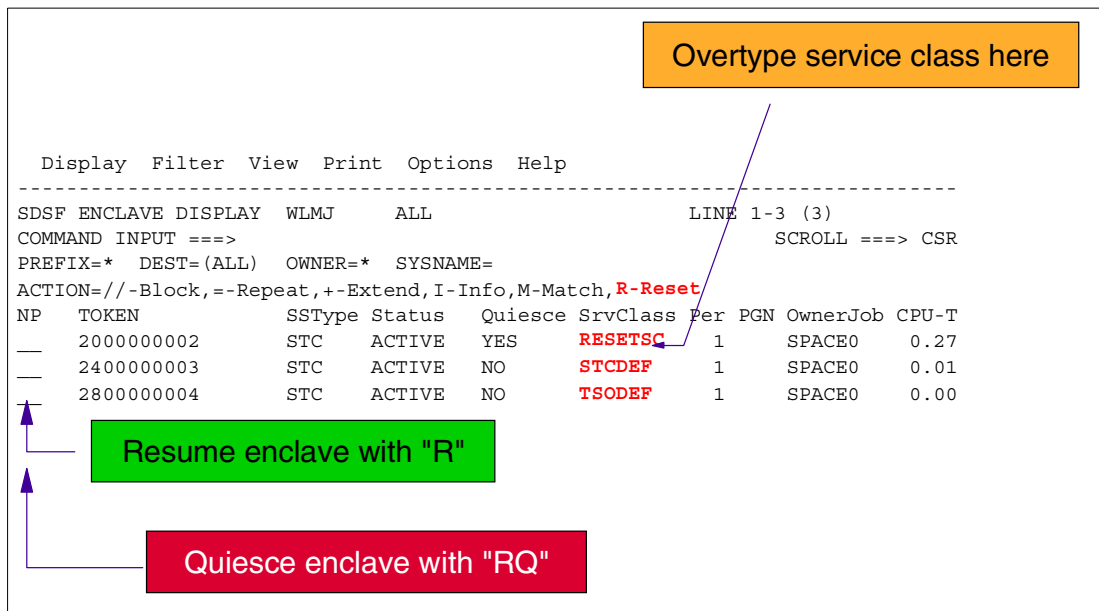 Overtype service class here
Display Filter View Print Options Help
-------------------------------------------------------------------------------
SDSF ENCLAVE DISPLAY WLMJ ALL LINE 1-3 (3)
COMMAND INPUT ===> SCROLL ===> CSR
PREFIX=* DEST=(ALL) OWNER=* SYSNAME=
ACTION=//-Block,=-Repeat,+-Extend,I-Info,M-Match,R-Reset
NP TOKEN SSType Status Quiesce SrvClass Per PGN OwnerJob CPU-T
__ 2000000002 STC ACTIVE YES RESETSC 1 SPACE0 0.27
__ 2400000003 STC ACTIVE NO STCDEF 1 SPACE0 0.01
__ 2800000004 STC ACTIVE NO TSODEF 1 SPACE0 0.00
Resume enclave with "R"
Quiesce enclave with "RQ"